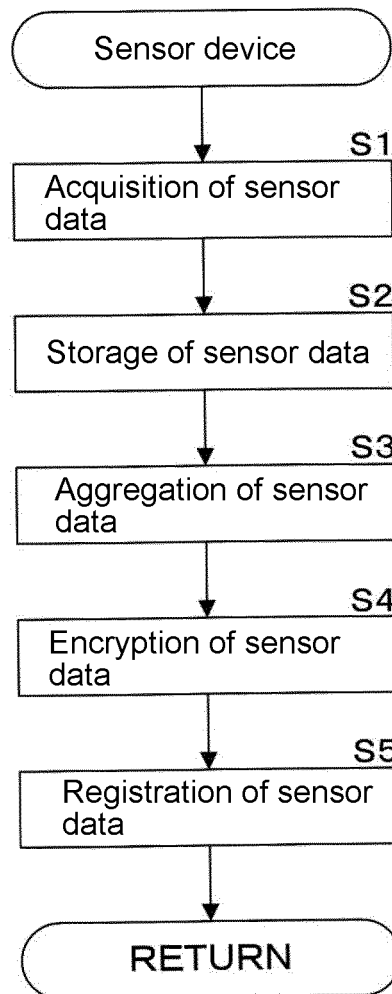 Sensor device
S1
Acquisition of sensor
data
S2
Storage of sensor data
S3
Aggregation of sensor
data
S4
Encryption of sensor
data
S5
Registration of sensor
data
RETURN